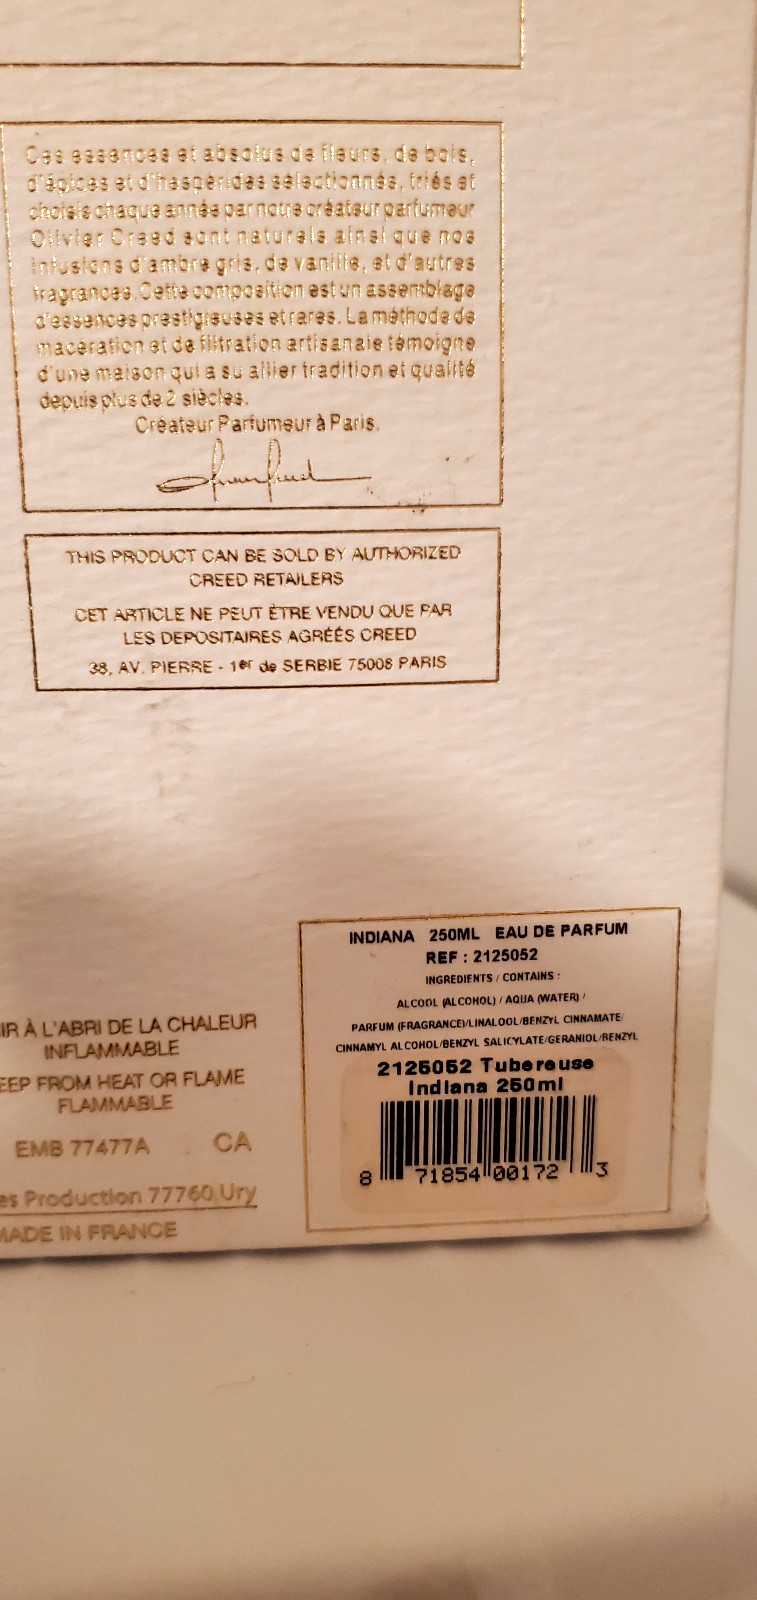 Ces essences et absolus de fleurs, de bois,
d'épices et d'hespérides sélectionnés, triés et
choisis chaque année par notre créateur parfumeur
Olivier Creed sont naturels ainsi que nos
infusions d'ambre gris, de vanille, et d'autres
fragrances. Cette composition est un assemblage
d'essences prestigieuses et rares. La méthode de
macération et de filtration artisanale témoigne
d'une maison qui a su allier tradition et qualité
depuis plus de 2 siècles.
Créateur Parfumeur à Paris.
THIS PRODUCT CAN BE SOLD BY AUTHORIZED
CREED RETAILERS
CET ARTICLE NE PEUT ÊTRE VENDU QUE PAR
LES DEPOSITAIRES AGRÉÉS CREED
38, AV. PIERRE - 1er de SERBIE 75008 PARIS
IR À L'ABRI DE LA CHALEUR
INFLAMMABLE
EEP FROM HEAT OR FLAME
FLAMMABLE
EMB 77477A CA
es Production 77760 Ury
MADE IN FRANCE
INDIANA 250ML EAU DE PARFUM
REF : 2125052
INGREDIENTS / CONTAINS :
ALCOOL (ALCOHOL) / AQUA (WATER) /
PARFUM (FRAGRANCE)/LINALOOL/BENZYL CINNAMATE/
CINNAMYL ALCOHOL/BENZYL SALICYLATE/GERANIOL/BENZYL
2125052 Tubereuse
Indiana 250ml
8 71854 00172 3